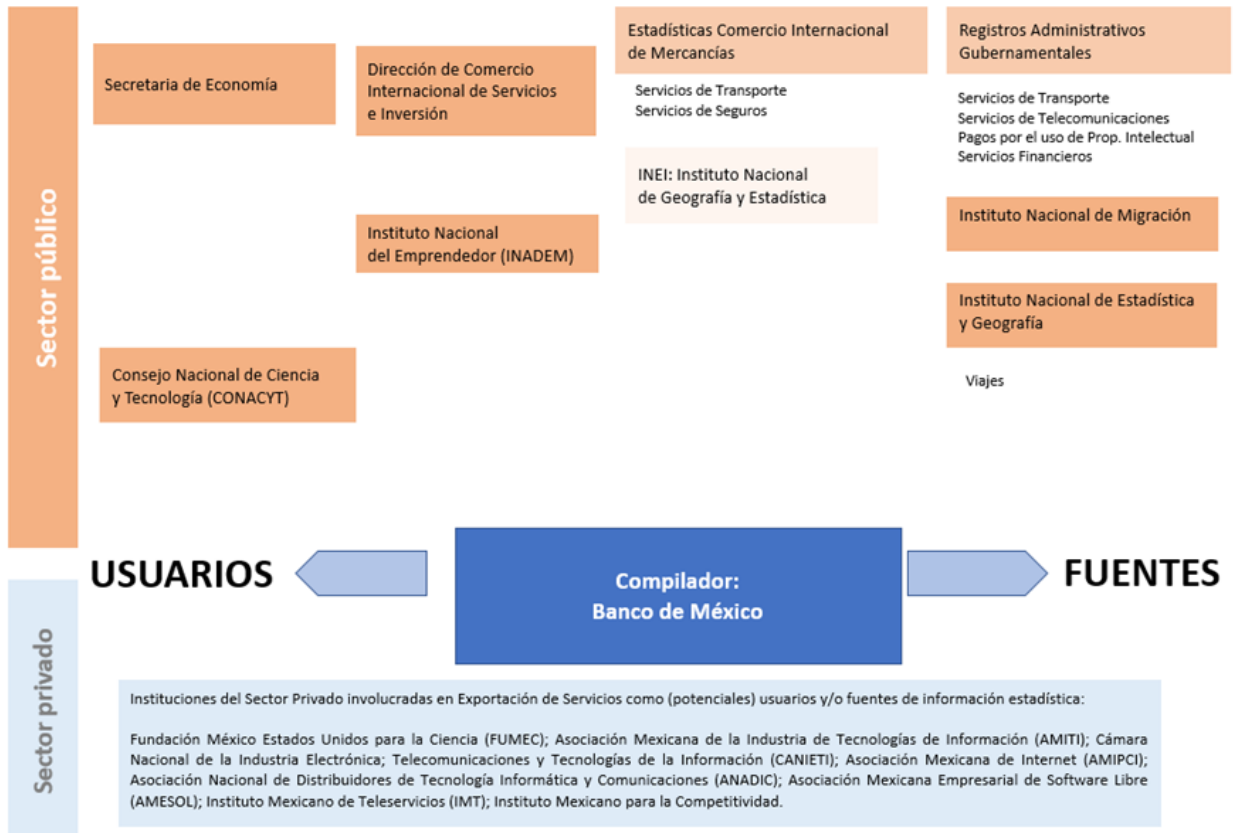 Sector público
Secretaria de Economía
Dirección de Comercio
Internacional de Servicios
e Inversión
Estadísticas Comercio Internacional
de Mercancías
Servicios de Transporte
Servicios de Seguros
Registros Administrativos
Gubernamentales
Servicios de Transporte
Servicios de Telecomunicaciones
Pagos por el uso de Prop. Intelectual
Servicios Financieros
INEI: Instituto Nacional
de Geografía y Estadística
Instituto Nacional
del Emprendedor (INADEM)
Instituto Nacional de Migración
Instituto Nacional de Estadística
y Geografía
Viajes
Consejo Nacional de Ciencia
y Tecnología (CONACYT)
USUARIOS
Compilador:
Banco de México
FUENTES
Sector privado
Instituciones del Sector Privado involucradas en Exportación de Servicios como (potenciales) usuarios y/o fuentes de información estadística:
Fundación México Estados Unidos para la Ciencia (FUMEC); Asociación Mexicana de la Industria de Tecnologías de Información (AMITI); Cámara
Nacional de la Industria Electrónica; Telecomunicaciones y Tecnologías de la Información (CANIETI); Asociación Mexicana de Internet (AMIPCI);
Asociación Nacional de Distribuidores de Tecnología Informática y Comunicaciones (ANADIC); Asociación Mexicana Empresarial de Software Libre
(AMESOL); Instituto Mexicano de Teleservicios (IMT); Instituto Mexicano para la Competitividad.